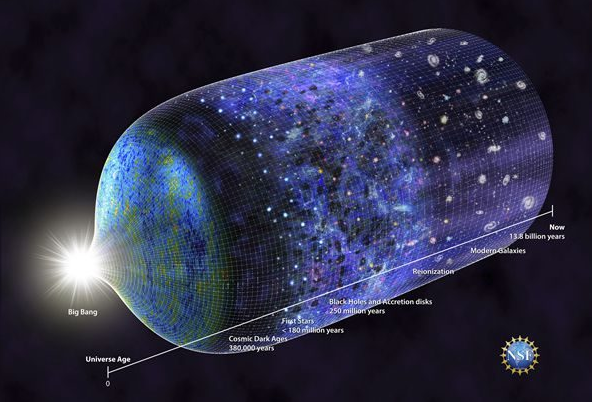 Now
13.8 billion years
Modern Galaxies
Reionization
Black Holes and Accretion disks
250 million years
First Stars
< 180 million years
Cosmic Dark Ages
380,000 years
Big Bang
Universe Age
0
NSF